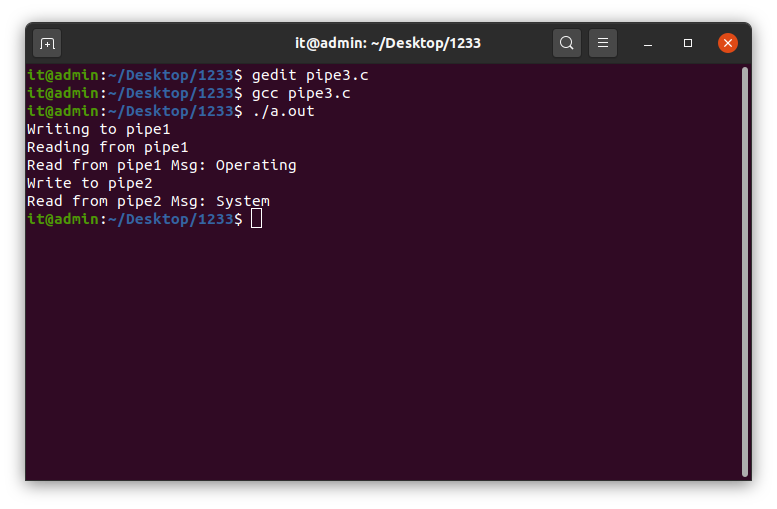 it@admin: ~/Desktop/1233
it@admin:~/Desktop/1233$ gedit pipe3.c
it@admin:~/Desktop/1233$ gcc pipe3.c
it@admin:~/Desktop/1233$ ./a.out
Writing to pipe1
Reading from pipe1
Read from pipe1 Msg: Operating
Write to pipe2
Read from pipe2 Msg: System
it@admin:~/Desktop/1233$